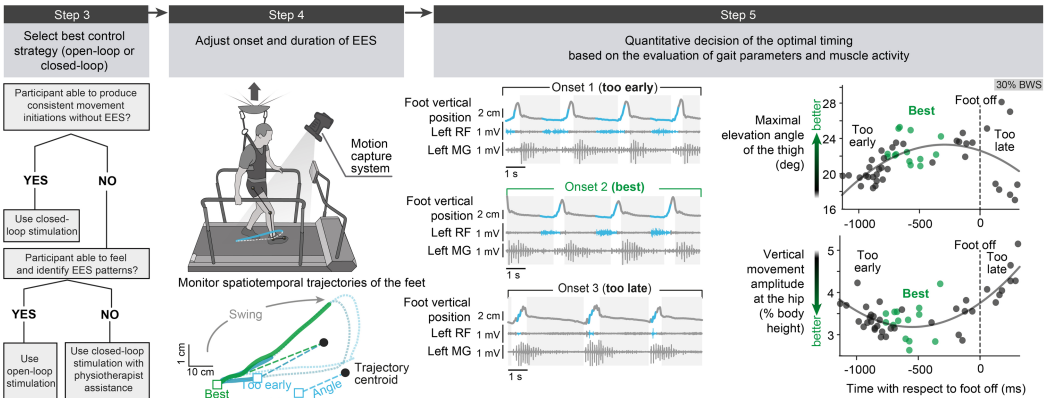 Step 3
Select best control
strategy (open-loop or
closed-loop)
Participant able to produce
consistent movement
initiations without EES?
YES
NO
Use closed-
loop stimulation
Participant able to feel
and identify EES patterns?
YES
NO
Use
open-loop
stimulation
Use closed-loop
stimulation with
physiotherapist
assistance
Step 4
Adjust onset and duration of EES
Motion
capture
system
Monitor spatiotemporal trajectories of the feet
Swing
1 cm
10 cm
Best
Too early
Angle
Trajectory
centroid
Step 5
Quantitative decision of the optimal timing
based on the evaluation of gait parameters and muscle activity
Onset 1 (too early)
Foot vertical
position
2 cm
Left RF 1 mV
Left MG 1 mV
1 s
Onset 2 (best)
Foot vertical
position
2 cm
Left RF 1 mV
Left MG 1 mV
1 s
Onset 3 (too late)
Foot vertical
position
2 cm
Left RF 1 mV
Left MG 1 mV
1 s
30% BWS
Maximal
elevation angle
of the thigh
(deg)
better
28
24
20
16
Too
early
Best
Foot off
Too
late
-1000
-500
0
Vertical
movement
amplitude
at the hip
(% body
height)
better
5
4
3
Too
early
Best
Foot off
Too
late
-1000
-500
0
Time with respect to foot off (ms)